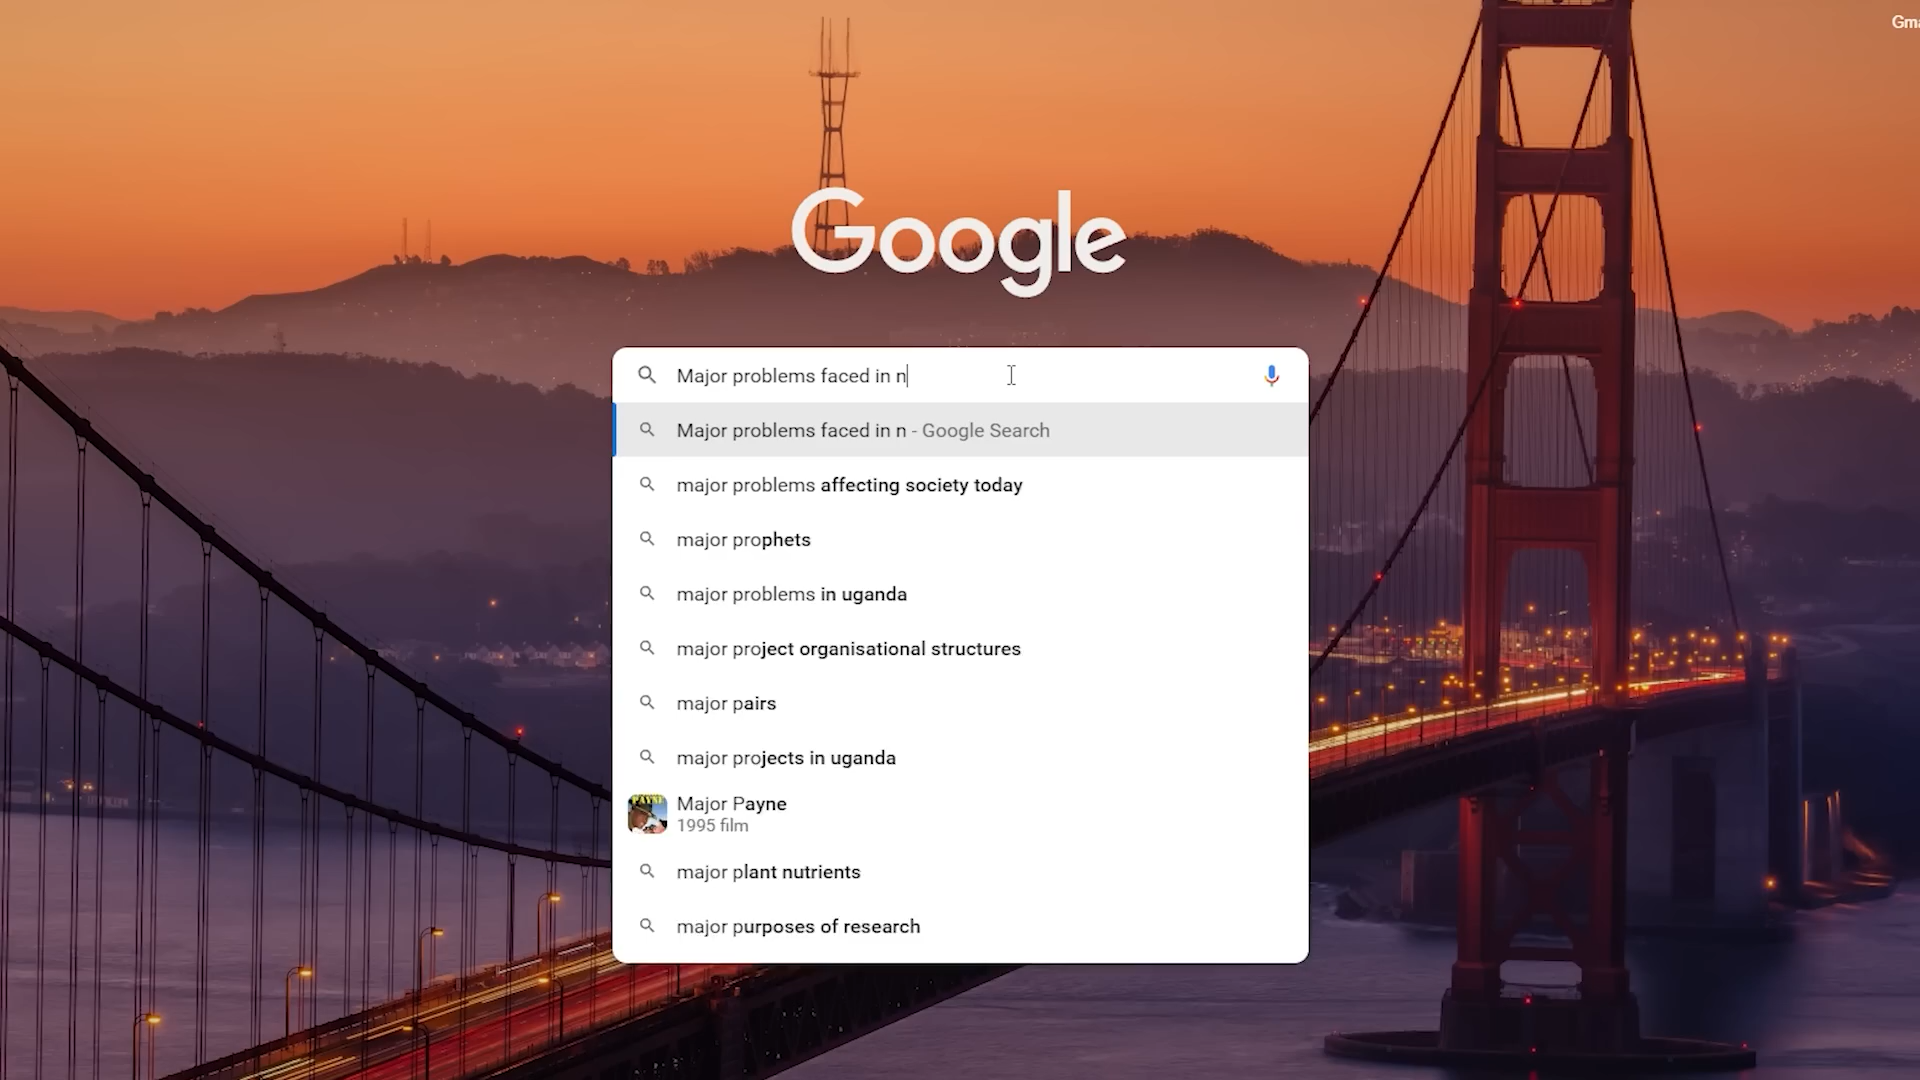 Gma
Google
Major problems faced in n
Major problems faced in n - Google Search
major problems affecting society today
major prophets
major problems in uganda
major project organisational structures
major pairs
major projects in uganda
PAYNE
Major Payne
1995 film
major plant nutrients
major purposes of research